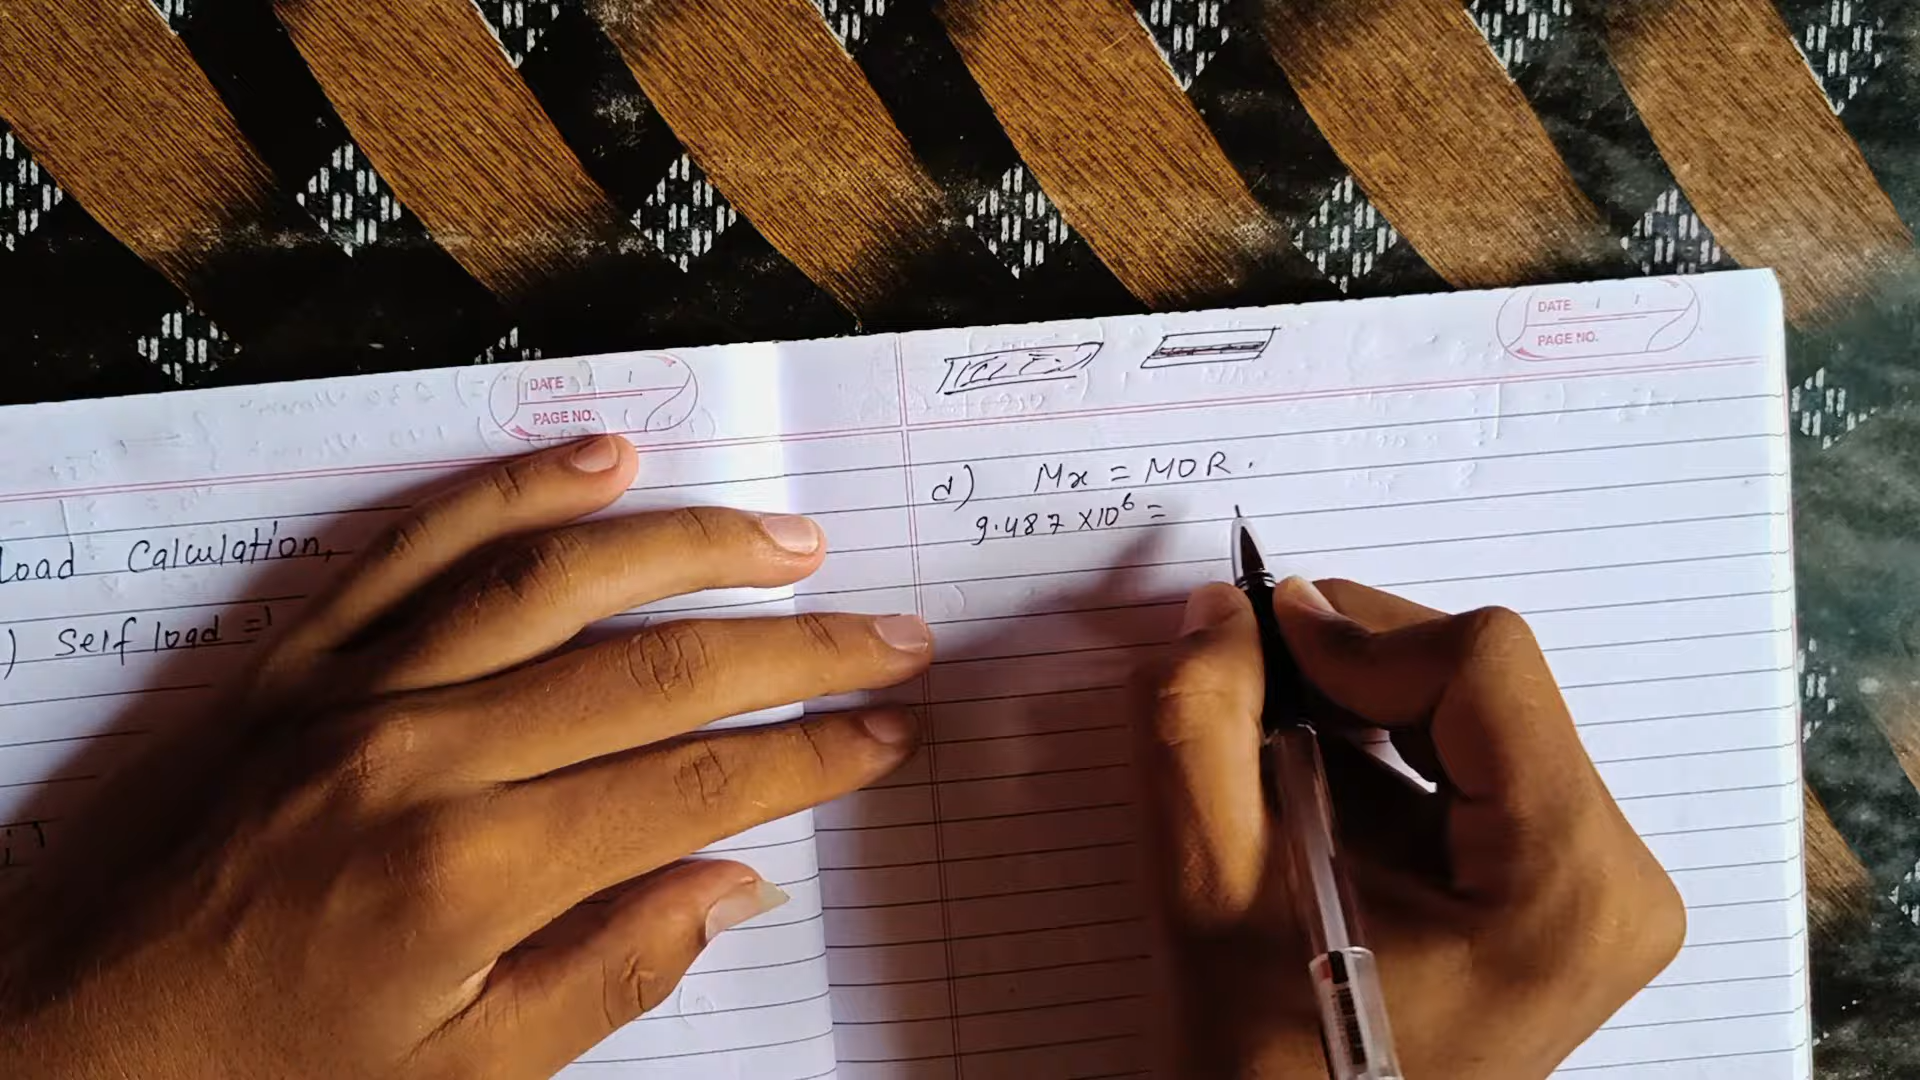 DATE / /
PAGE NO.
load Calculation,
) Self load =
DATE / /
PAGE NO.
d) Mx = MOR.
9.487 X10⁶ =